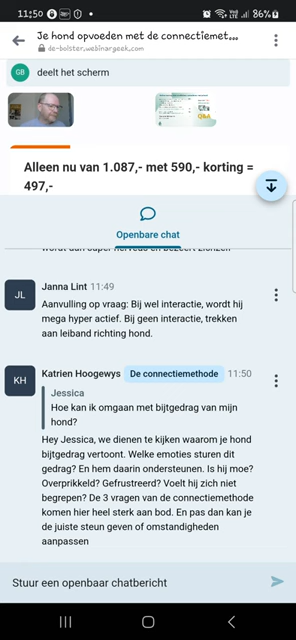 11:50
LTE
86%
Je hond opvoeden met de connectiemet...
de-bolster.webinargeek.com
GB
deelt het scherm
Q&A
Alleen nu van 1.087,- met 590,- korting =
497,-
Openbare chat
JL
Janna Lint 11:49
Aanvulling op vraag: Bij wel interactie, wordt hij
mega hyper actief. Bij geen interactie, trekken
aan leiband richting hond.
KH
Katrien Hoogewys De connectiemethode 11:50
Jessica
Hoe kan ik omgaan met bijtgedrag van mijn
hond?
Hey Jessica, we dienen te kijken waarom je hond
bijtgedrag vertoont. Welke emoties sturen dit
gedrag? En hem daarin ondersteunen. Is hij moe?
Overprikkeld? Gefrustreerd? Voelt hij zich niet
begrepen? De 3 vragen van de connectiemethode
komen hier heel sterk aan bod. En pas dan kan je
de juiste steun geven of omstandigheden
aanpassen
Stuur een openbaar chatbericht